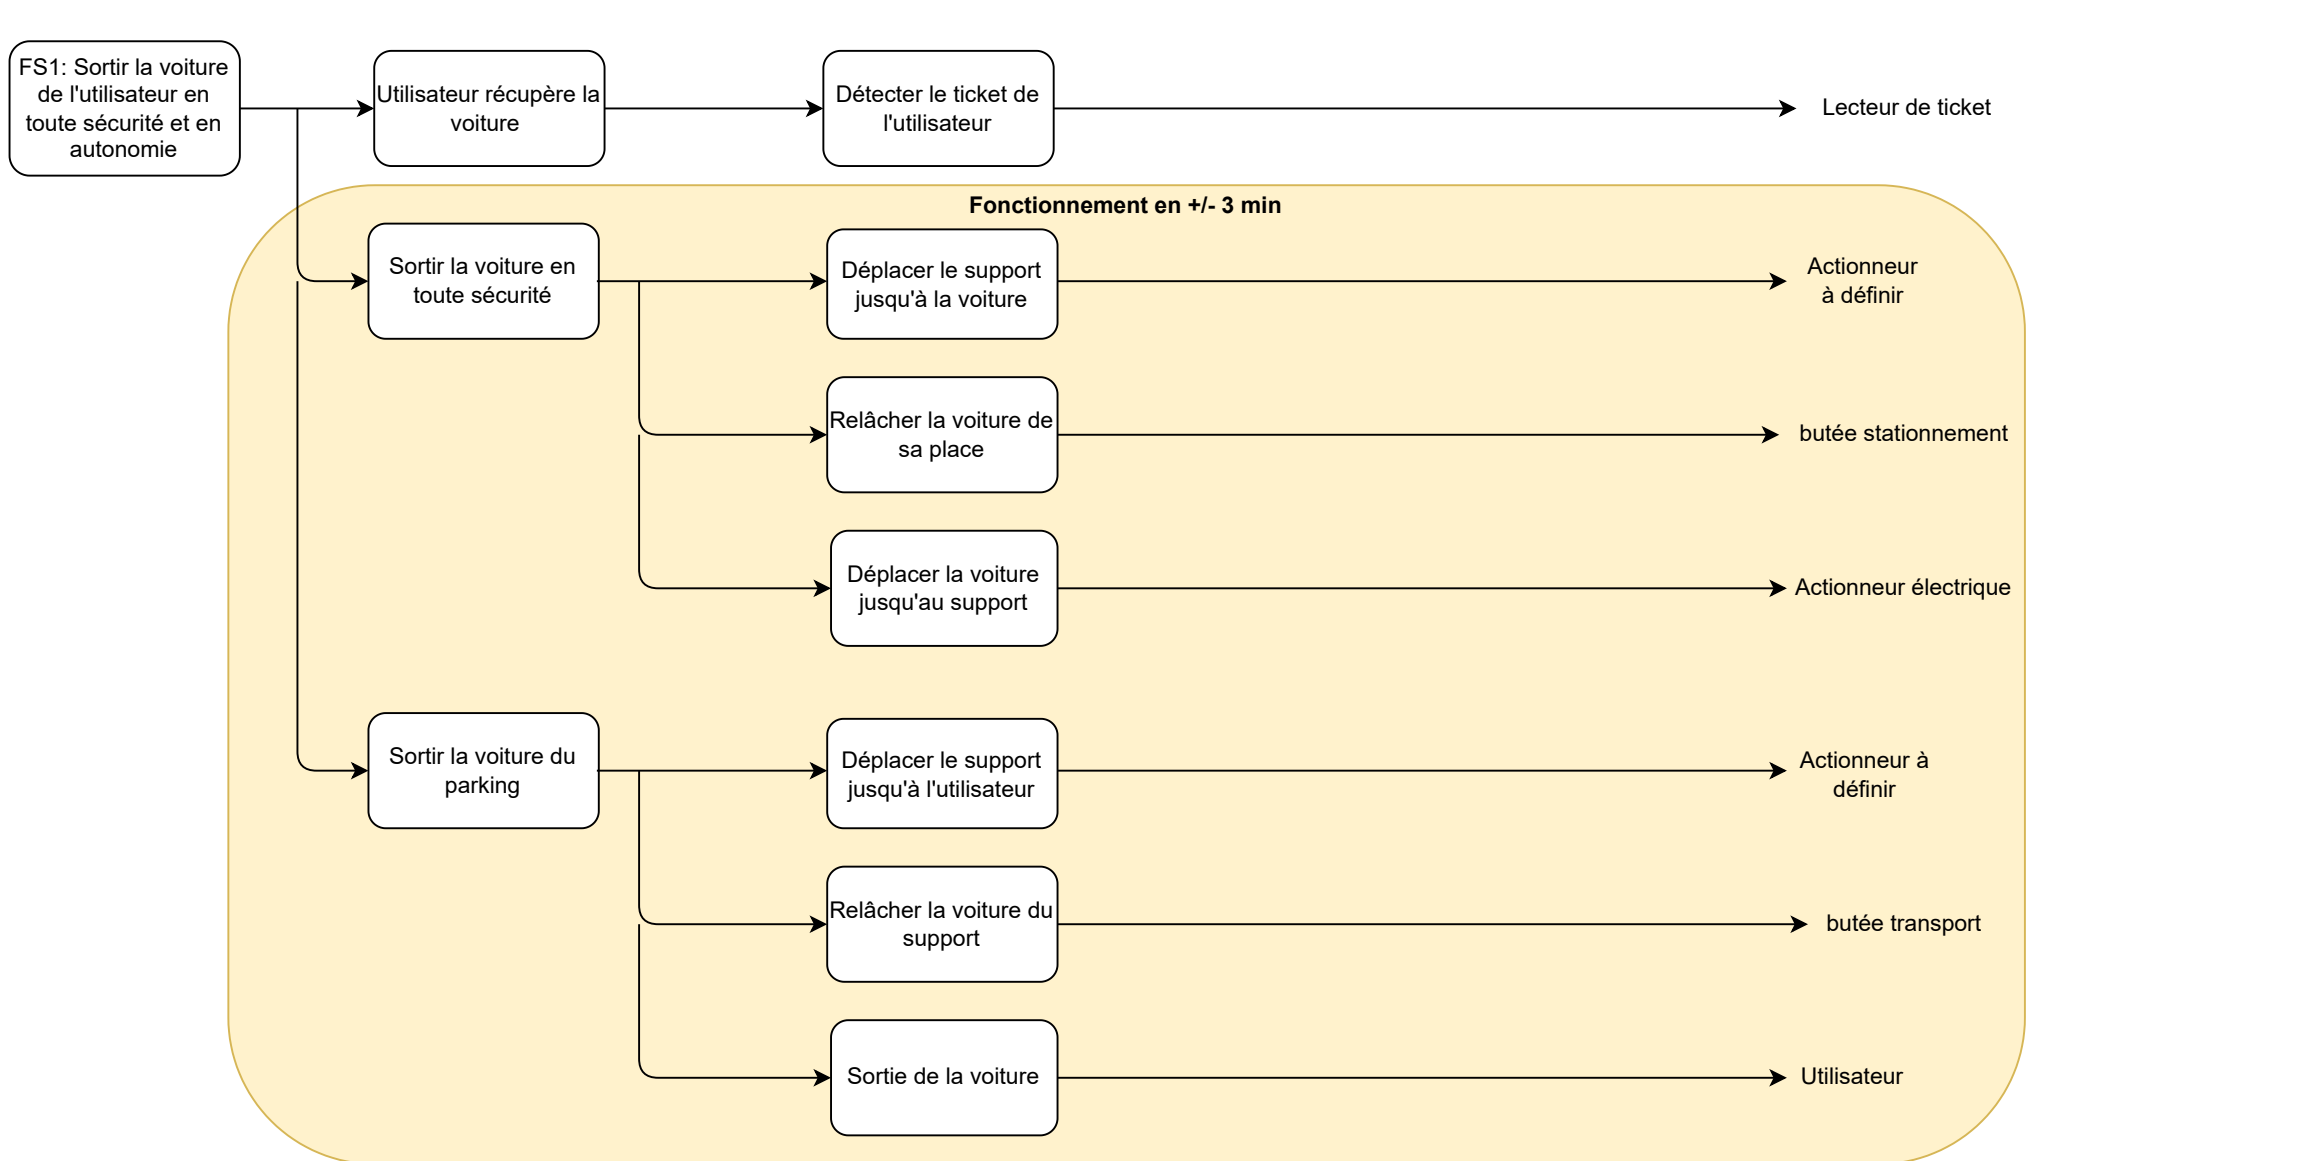 FS1: Sortir la voiture
de l'utilisateur en
toute sécurité et en
autonomie
Utilisateur récupère la
voiture
Détecter le ticket de
l'utilisateur
Lecteur de ticket
Fonctionnement en +/- 3 min
Sortir la voiture en
toute sécurité
Déplacer le support
jusqu'à la voiture
Actionneur
à définir
Relâcher la voiture de
sa place
butée stationnement
Déplacer la voiture
jusqu'au support
Actionneur électrique
Sortir la voiture du
parking
Déplacer le support
jusqu'à l'utilisateur
Actionneur à
définir
Relâcher la voiture du
support
butée transport
Sortie de la voiture
Utilisateur